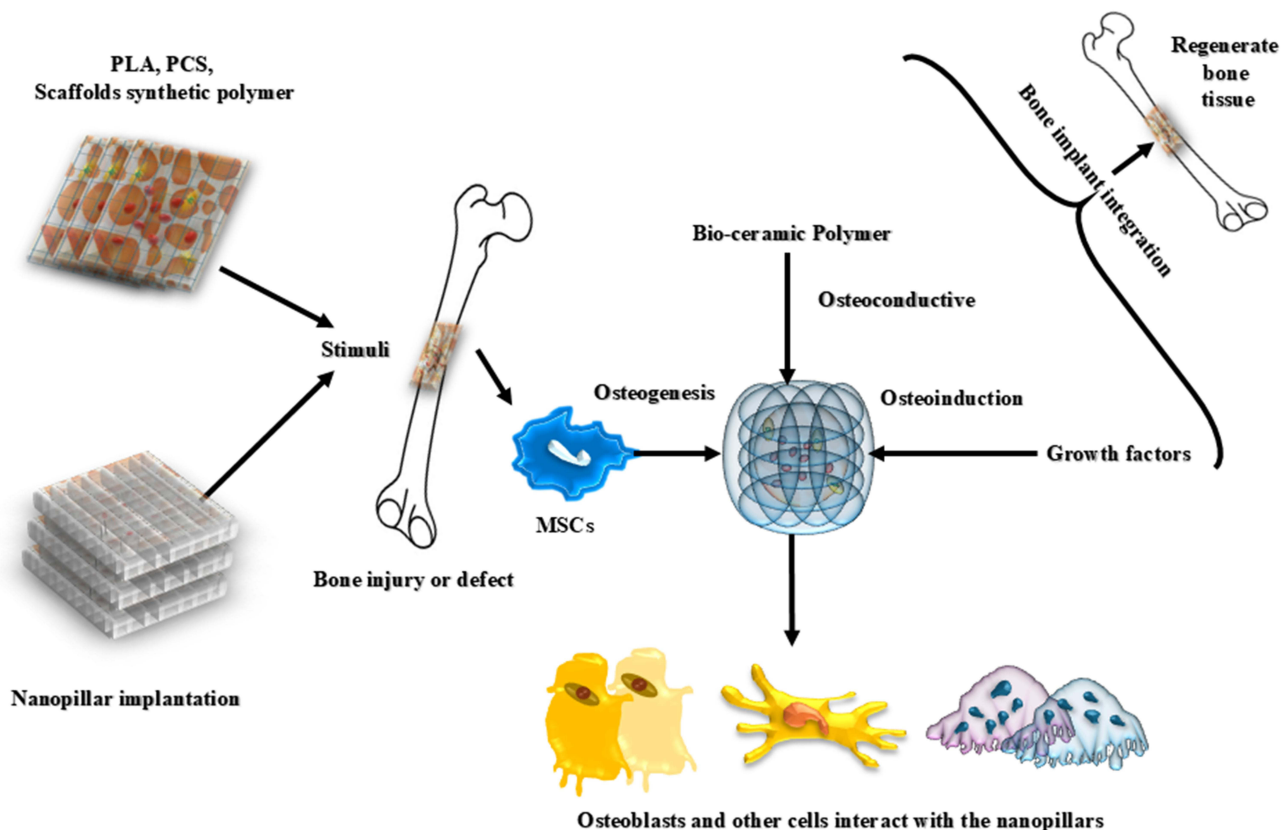 PLA, PCS,
Scaffolds synthetic polymer
Regenerate
bone
tissue
Bone implant integration
Bio-ceramic Polymer
Osteoconductive
Stimuli
Osteogenesis
Osteoinduction
Growth factors
MSCs
Bone injury or defect
Nanopillar implantation
Osteoblasts and other cells interact with the nanopillars